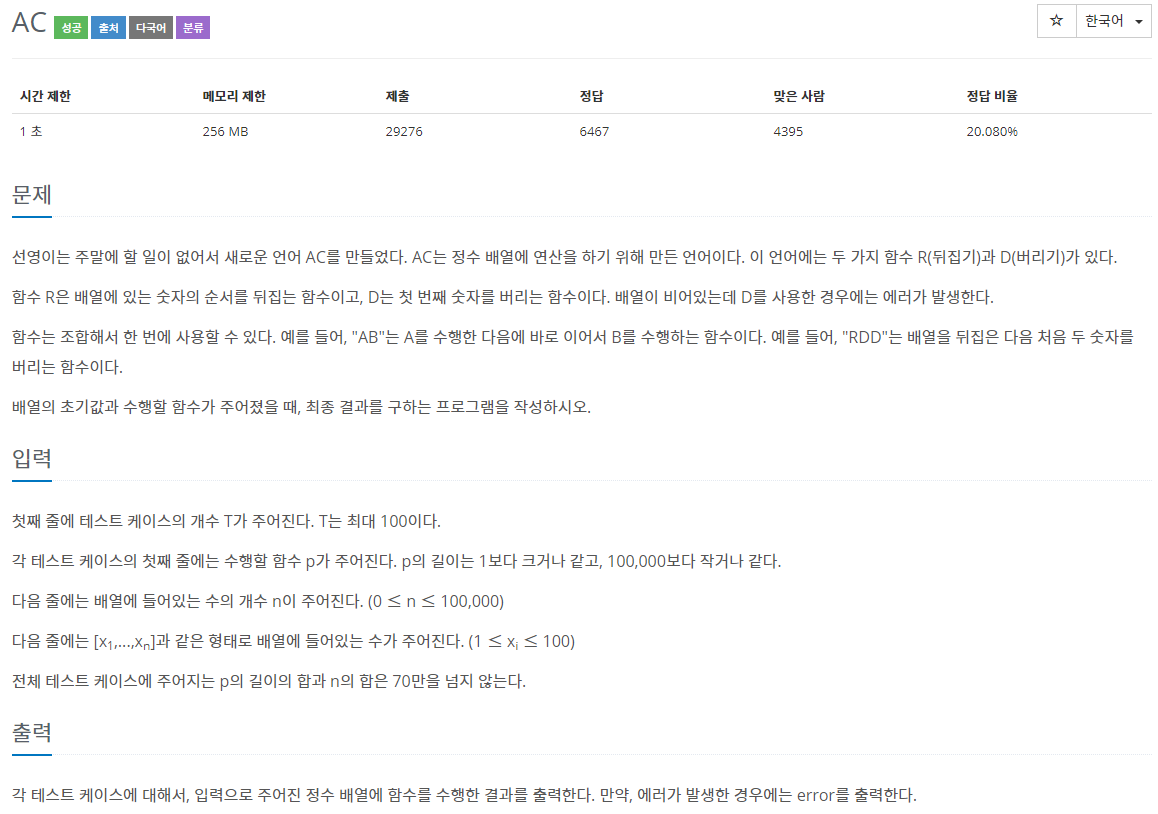 AC 성공 출처 다국어 분류
☆ 한국어
시간 제한 메모리 제한 제출 정답 맞은 사람 정답 비율
1 초 256 MB 29276 6467 4395 20.080%
문제
선영이는 주말에 할 일이 없어서 새로운 언어 AC를 만들었다. AC는 정수 배열에 연산을 하기 위해 만든 언어이다. 이 언어에는 두 가지 함수 R(뒤집기)과 D(버리기)가 있다.
함수 R은 배열에 있는 숫자의 순서를 뒤집는 함수이고, D는 첫 번째 숫자를 버리는 함수이다. 배열이 비어있는데 D를 사용한 경우에는 에러가 발생한다.
함수는 조합해서 한 번에 사용할 수 있다. 예를 들어, "AB"는 A를 수행한 다음에 바로 이어서 B를 수행하는 함수이다. 예를 들어, "RDD"는 배열을 뒤집은 다음 처음 두 숫자를
버리는 함수이다.
배열의 초기값과 수행할 함수가 주어졌을 때, 최종 결과를 구하는 프로그램을 작성하시오.
입력
첫째 줄에 테스트 케이스의 개수 T가 주어진다. T는 최대 100이다.
각 테스트 케이스의 첫째 줄에는 수행할 함수 p가 주어진다. p의 길이는 1보다 크거나 같고, 100,000보다 작거나 같다.
다음 줄에는 배열에 들어있는 수의 개수 n이 주어진다. (0 ≤ n ≤ 100,000)
다음 줄에는 [x1,...,xn]과 같은 형태로 배열에 들어있는 수가 주어진다. (1 ≤ xi ≤ 100)
전체 테스트 케이스에 주어지는 p의 길이의 합과 n의 합은 70만을 넘지 않는다.
출력
각 테스트 케이스에 대해서, 입력으로 주어진 정수 배열에 함수를 수행한 결과를 출력한다. 만약, 에러가 발생한 경우에는 error를 출력한다.